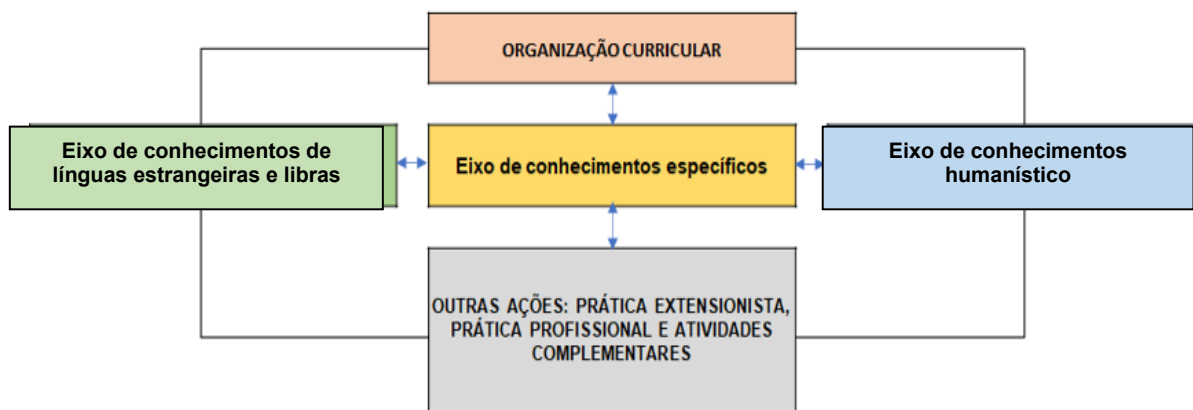 ORGANIZAÇÃO CURRICULAR
Eixo de conhecimentos de
línguas estrangeiras e libras
Eixo de conhecimentos específicos
Eixo de conhecimentos
humanístico
OUTRAS AÇÕES: PRÁTICA EXTENSIONISTA,
PRÁTICA PROFISSIONAL E ATIVIDADES
COMPLEMENTARES